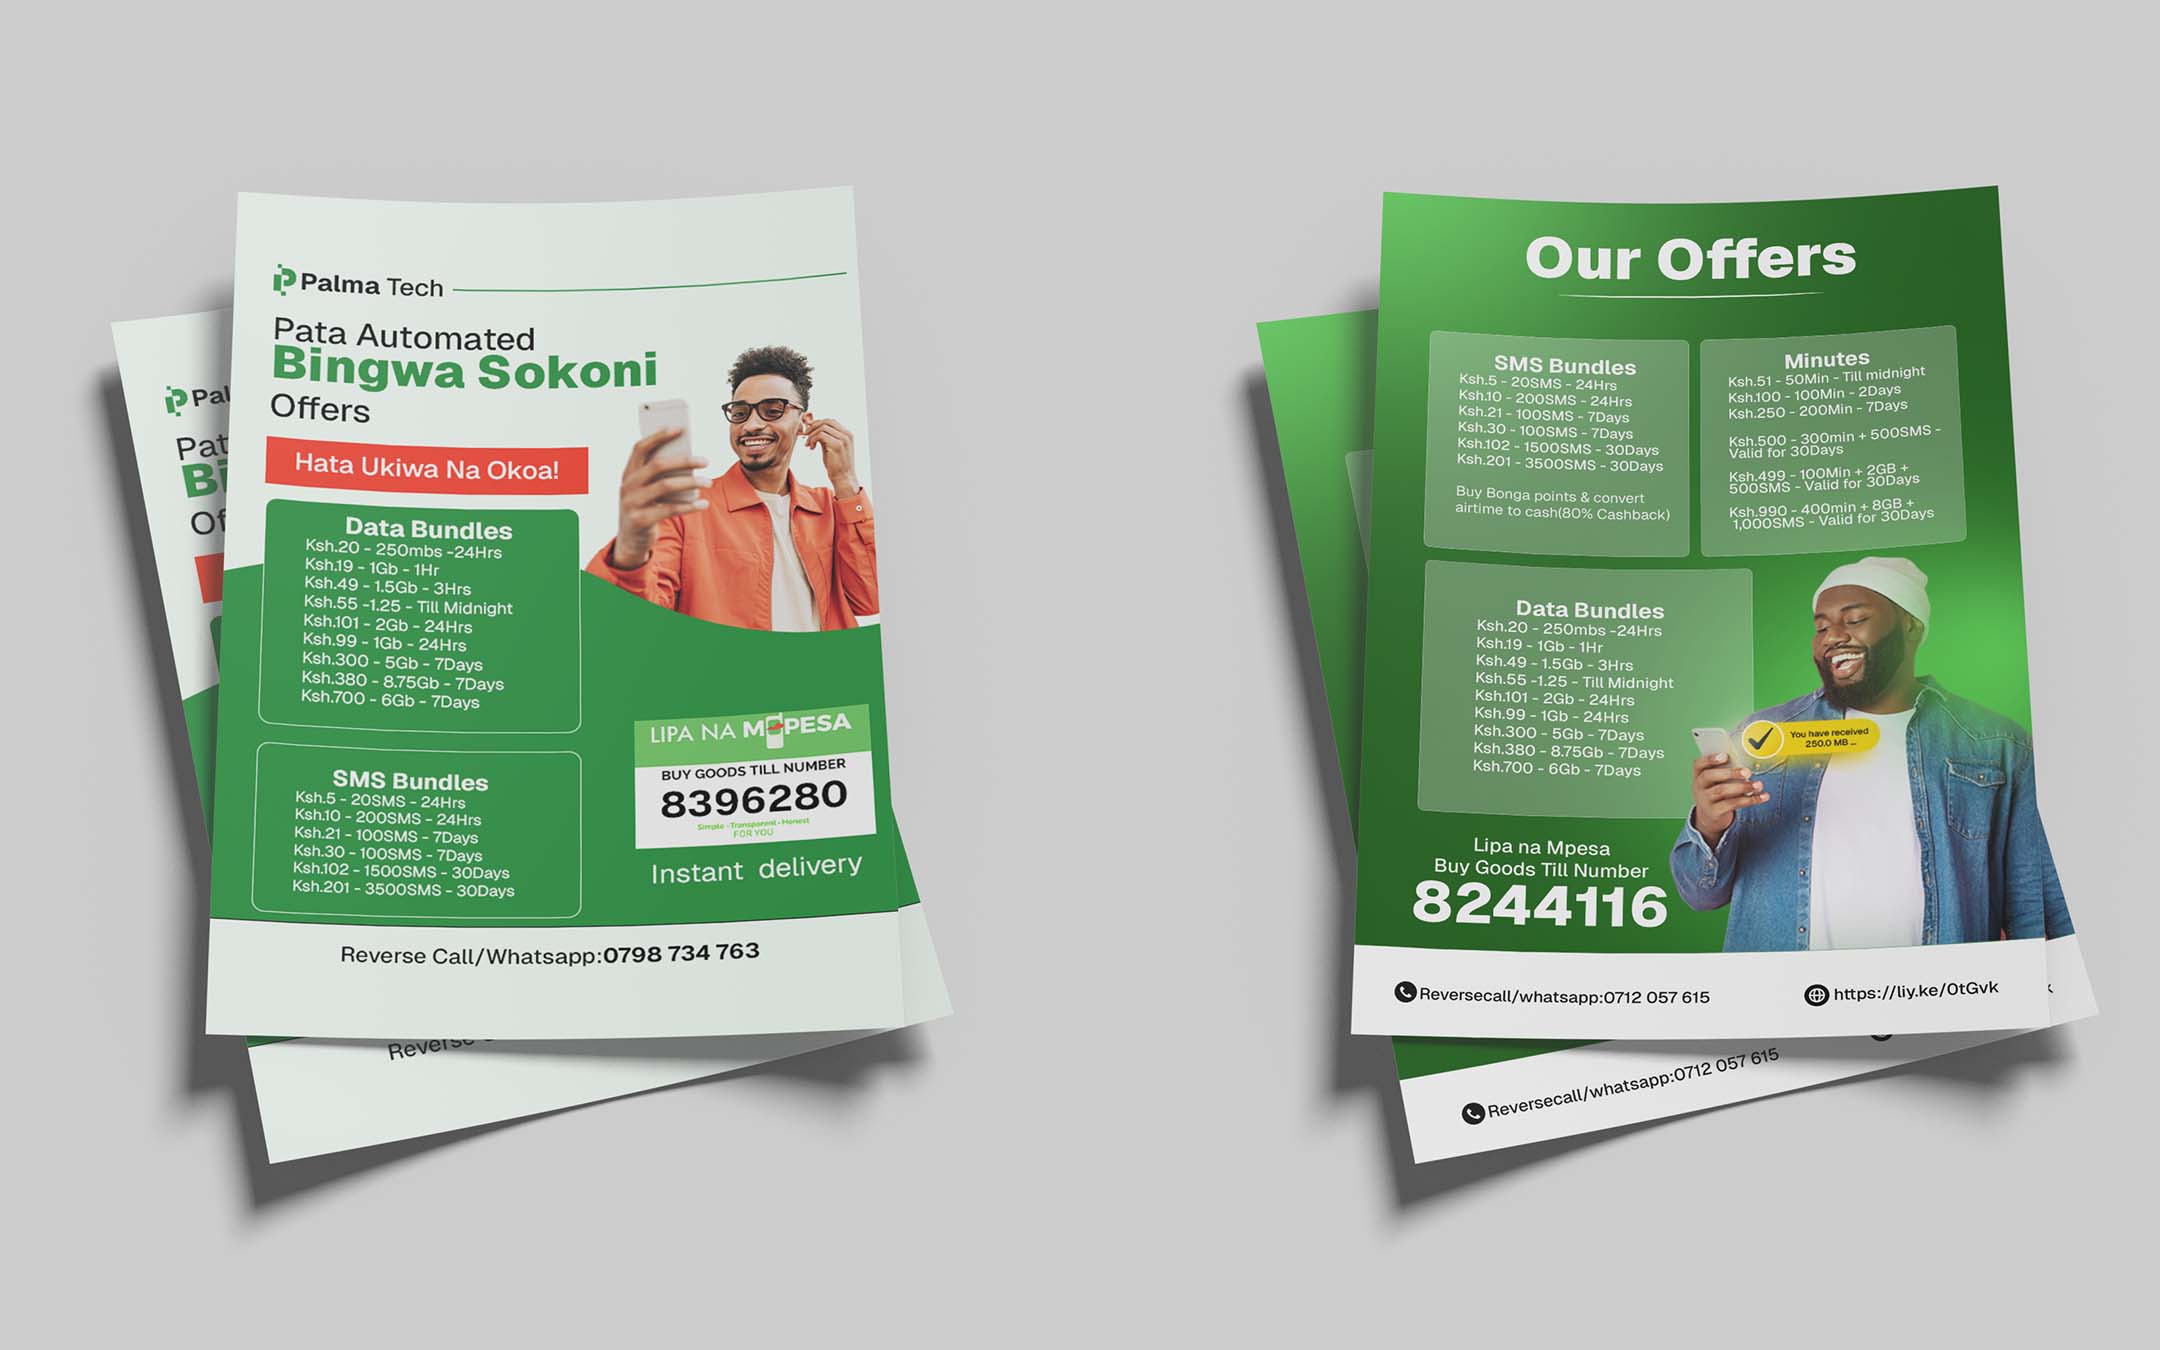 Palma Tech
Pata Automated
Bingwa Sokoni
Offers
Hata Ukiwa Na Okoa!
Data Bundles
Ksh.20 - 250mbs -24Hrs
Ksh.19 - 1Gb - 1Hr
Ksh.49 - 1.5Gb - 3Hrs
Ksh.55 -1.25 - Till Midnight
Ksh.101 - 2Gb - 24Hrs
Ksh.99 - 1Gb - 24Hrs
Ksh.300 - 5Gb - 7Days
Ksh.380 - 8.75Gb - 7Days
Ksh.700 - 6Gb - 7Days
SMS Bundles
Ksh.5 - 20SMS - 24Hrs
Ksh.10 - 200SMS - 24Hrs
Ksh.21 - 100SMS - 7Days
Ksh.30 - 100SMS - 7Days
Ksh.102 - 1500SMS - 30Days
Ksh.201 - 3500SMS - 30Days
LIPA NA M-PESA
BUY GOODS TILL NUMBER
8396280
Simple - Transparent - Honest
FOR YOU
Instant delivery
Reverse Call/Whatsapp:0798 734 763
Pal
Pat
Bi
Of
Reverse
Our Offers
SMS Bundles
Ksh.5 - 20SMS - 24Hrs
Ksh.10 - 200SMS - 24Hrs
Ksh.21 - 100SMS - 7Days
Ksh.30 - 100SMS - 7Days
Ksh.102 - 1500SMS - 30Days
Ksh.201 - 3500SMS - 30Days
Buy Bonga points & convert
airtime to cash(80% Cashback)
Minutes
Ksh.51 - 50Min - Till midnight
Ksh.100 - 100Min - 2Days
Ksh.250 - 200Min - 7Days
Ksh.500 - 300min + 500SMS -
Valid for 30Days
Ksh.499 - 100Min + 2GB +
500SMS - Valid for 30Days
Ksh.990 - 400min + 8GB +
1,000SMS - Valid for 30Days
Data Bundles
Ksh.20 - 250mbs -24Hrs
Ksh.19 - 1Gb - 1Hr
Ksh.49 - 1.5Gb - 3Hrs
Ksh.55 -1.25 - Till Midnight
Ksh.101 - 2Gb - 24Hrs
Ksh.99 - 1Gb - 24Hrs
Ksh.300 - 5Gb - 7Days
Ksh.380 - 8.75Gb - 7Days
Ksh.700 - 6Gb - 7Days
You have received
250.0 MB ...
Lipa na Mpesa
Buy Goods Till Number
8244116
Reversecall/whatsapp:0712 057 615
https://liy.ke/0tGvk
k
Reversecall/whatsapp:0712 057 615